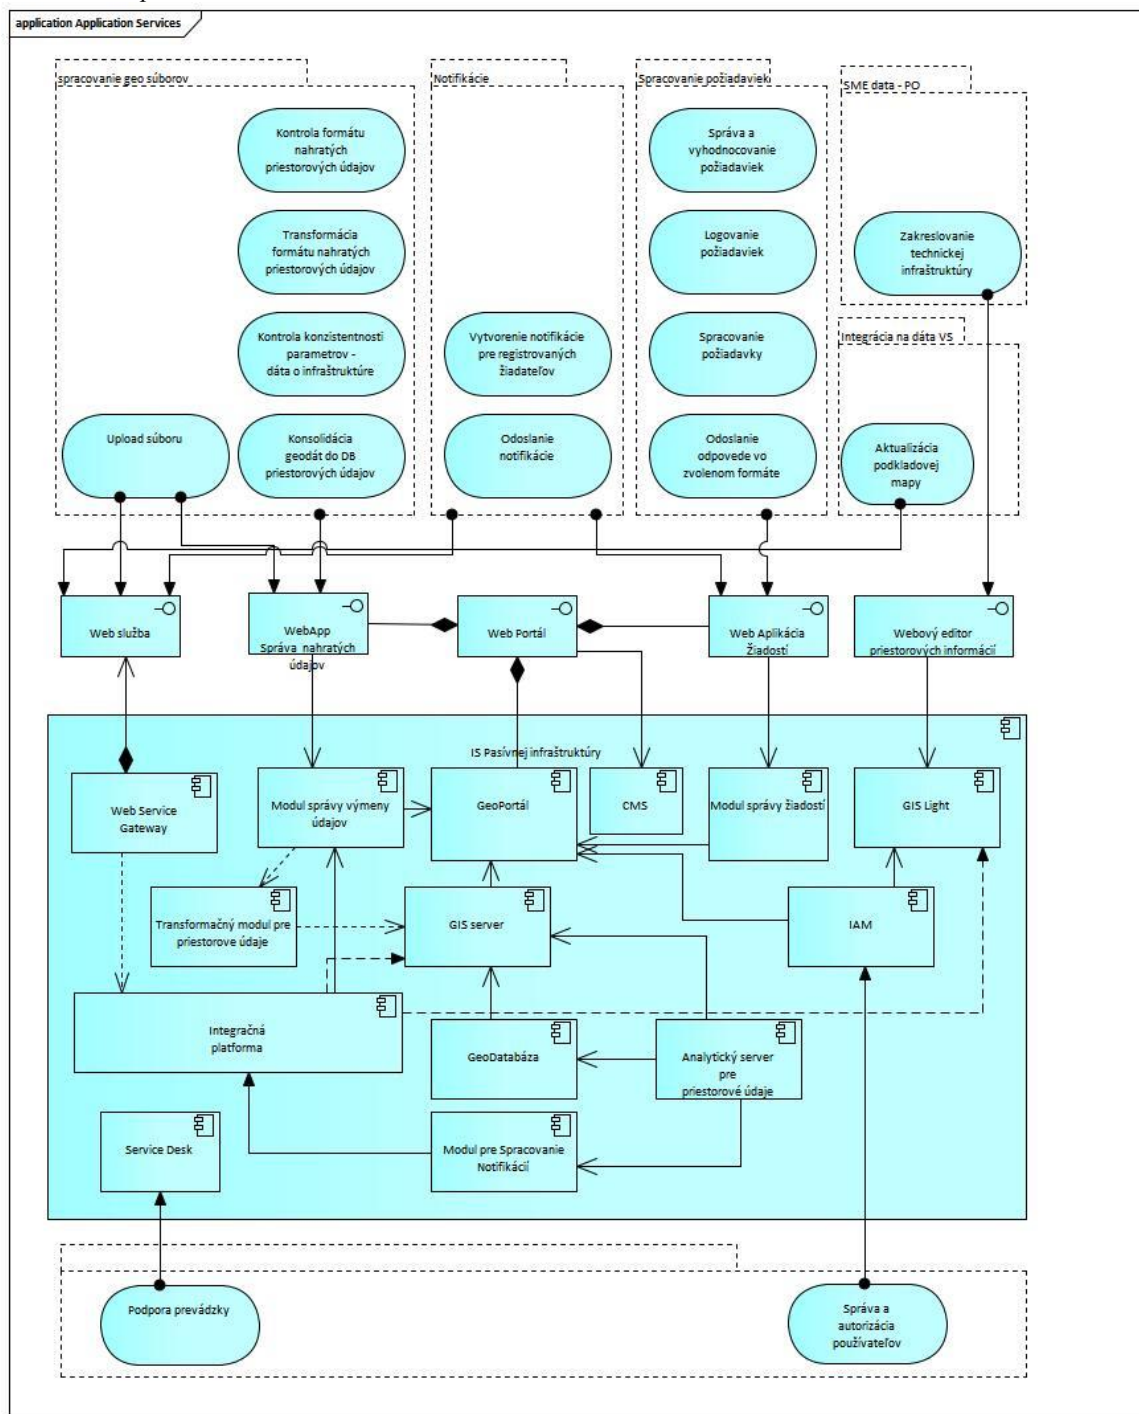 application Application Services
spracovanie geo súborov
Notifikácie
Spracovanie požiadaviek
SME data - PO
Kontrola formátu
nahratých
priestorových údajov
Správa a
vyhodnocovanie
požiadaviek
Transformácia
formátu nahratých
priestorových údajov
Logovanie
požiadaviek
Zakreslovanie
technickej
infraštruktúry
Kontrola konzistentnosti
parametrov -
dáta o infraštruktúre
Vytvorenie notifikácie
pre registrovaných
žiadateľov
Spracovanie
požiadavky
Integrácia na dáta VS
Upload súboru
Konsolidácia
geodát do DB
priestorových údajov
Odoslanie
notifikácie
Odoslanie
odpovede vo
zvolenom formáte
Aktualizácia
podkladovej
mapy
Web služba
WebApp
Správa nahratých
údajov
Web Portál
Web Aplikácia
Žiadostí
Webový editor
priestorových informácií
IS Pasívnej infraštruktúry
Web Service
Gateway
Modul správy výmeny
údajov
GeoPortál
CMS
Modul správy žiadostí
GIS Light
Transformačný modul pre
priestorove údaje
GIS server
IAM
Integračná
platforma
GeoDatabáza
Analytický server
pre
priestorové údaje
Service Desk
Modul pre Spracovanie
Notifikácií
Podpora prevádzky
Správa a
autorizácia
používateľov